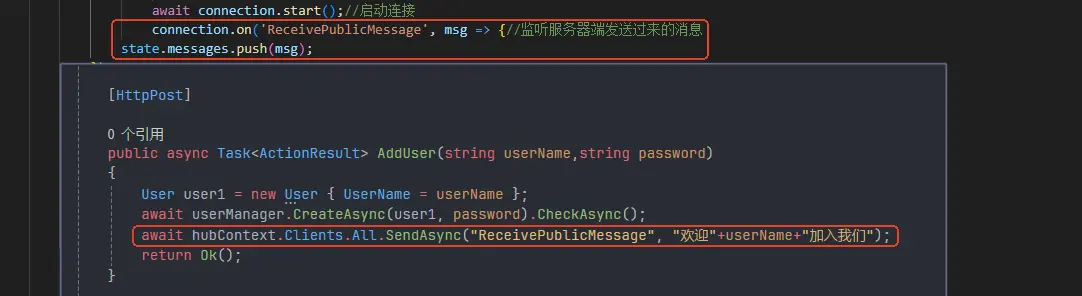 await connection.start();//启动连接
connection.on('ReceivePublicMessage', msg => {//监听服务器端发送过来的消息
state.messages.push(msg);
[HttpPost]
0 个引用
public async Task<ActionResult> AddUser(string userName,string password)
{
User user1 = new User { UserName = userName };
await userManager.CreateAsync(user1, password).CheckAsync();
await hubContext.Clients.All.SendAsync("ReceivePublicMessage", "欢迎"+userName+"加入我们");
return Ok();
}